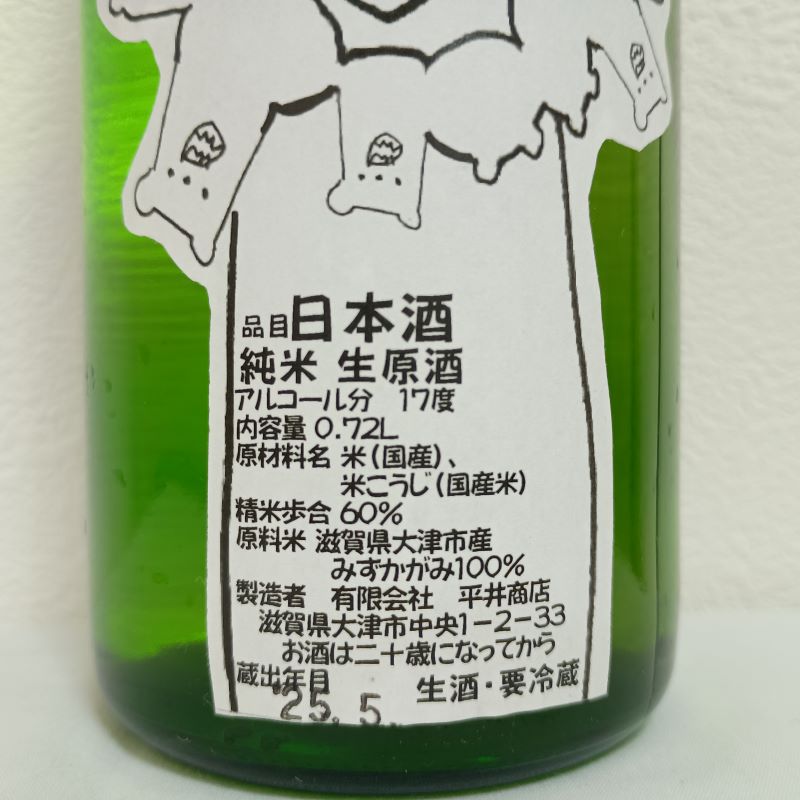 品目日本酒
純米 生原酒
アルコール分 17度
内容量 0.72L
原材料名 米(国産)、
米こうじ(国産米)
精米歩合 60%
原料米 滋賀県大津市産
みずかがみ100%
製造者 有限会社 平井商店
滋賀県大津市中央1-2-33
お酒は二十歳になってから
蔵出年月 生酒・要冷蔵
'25.5